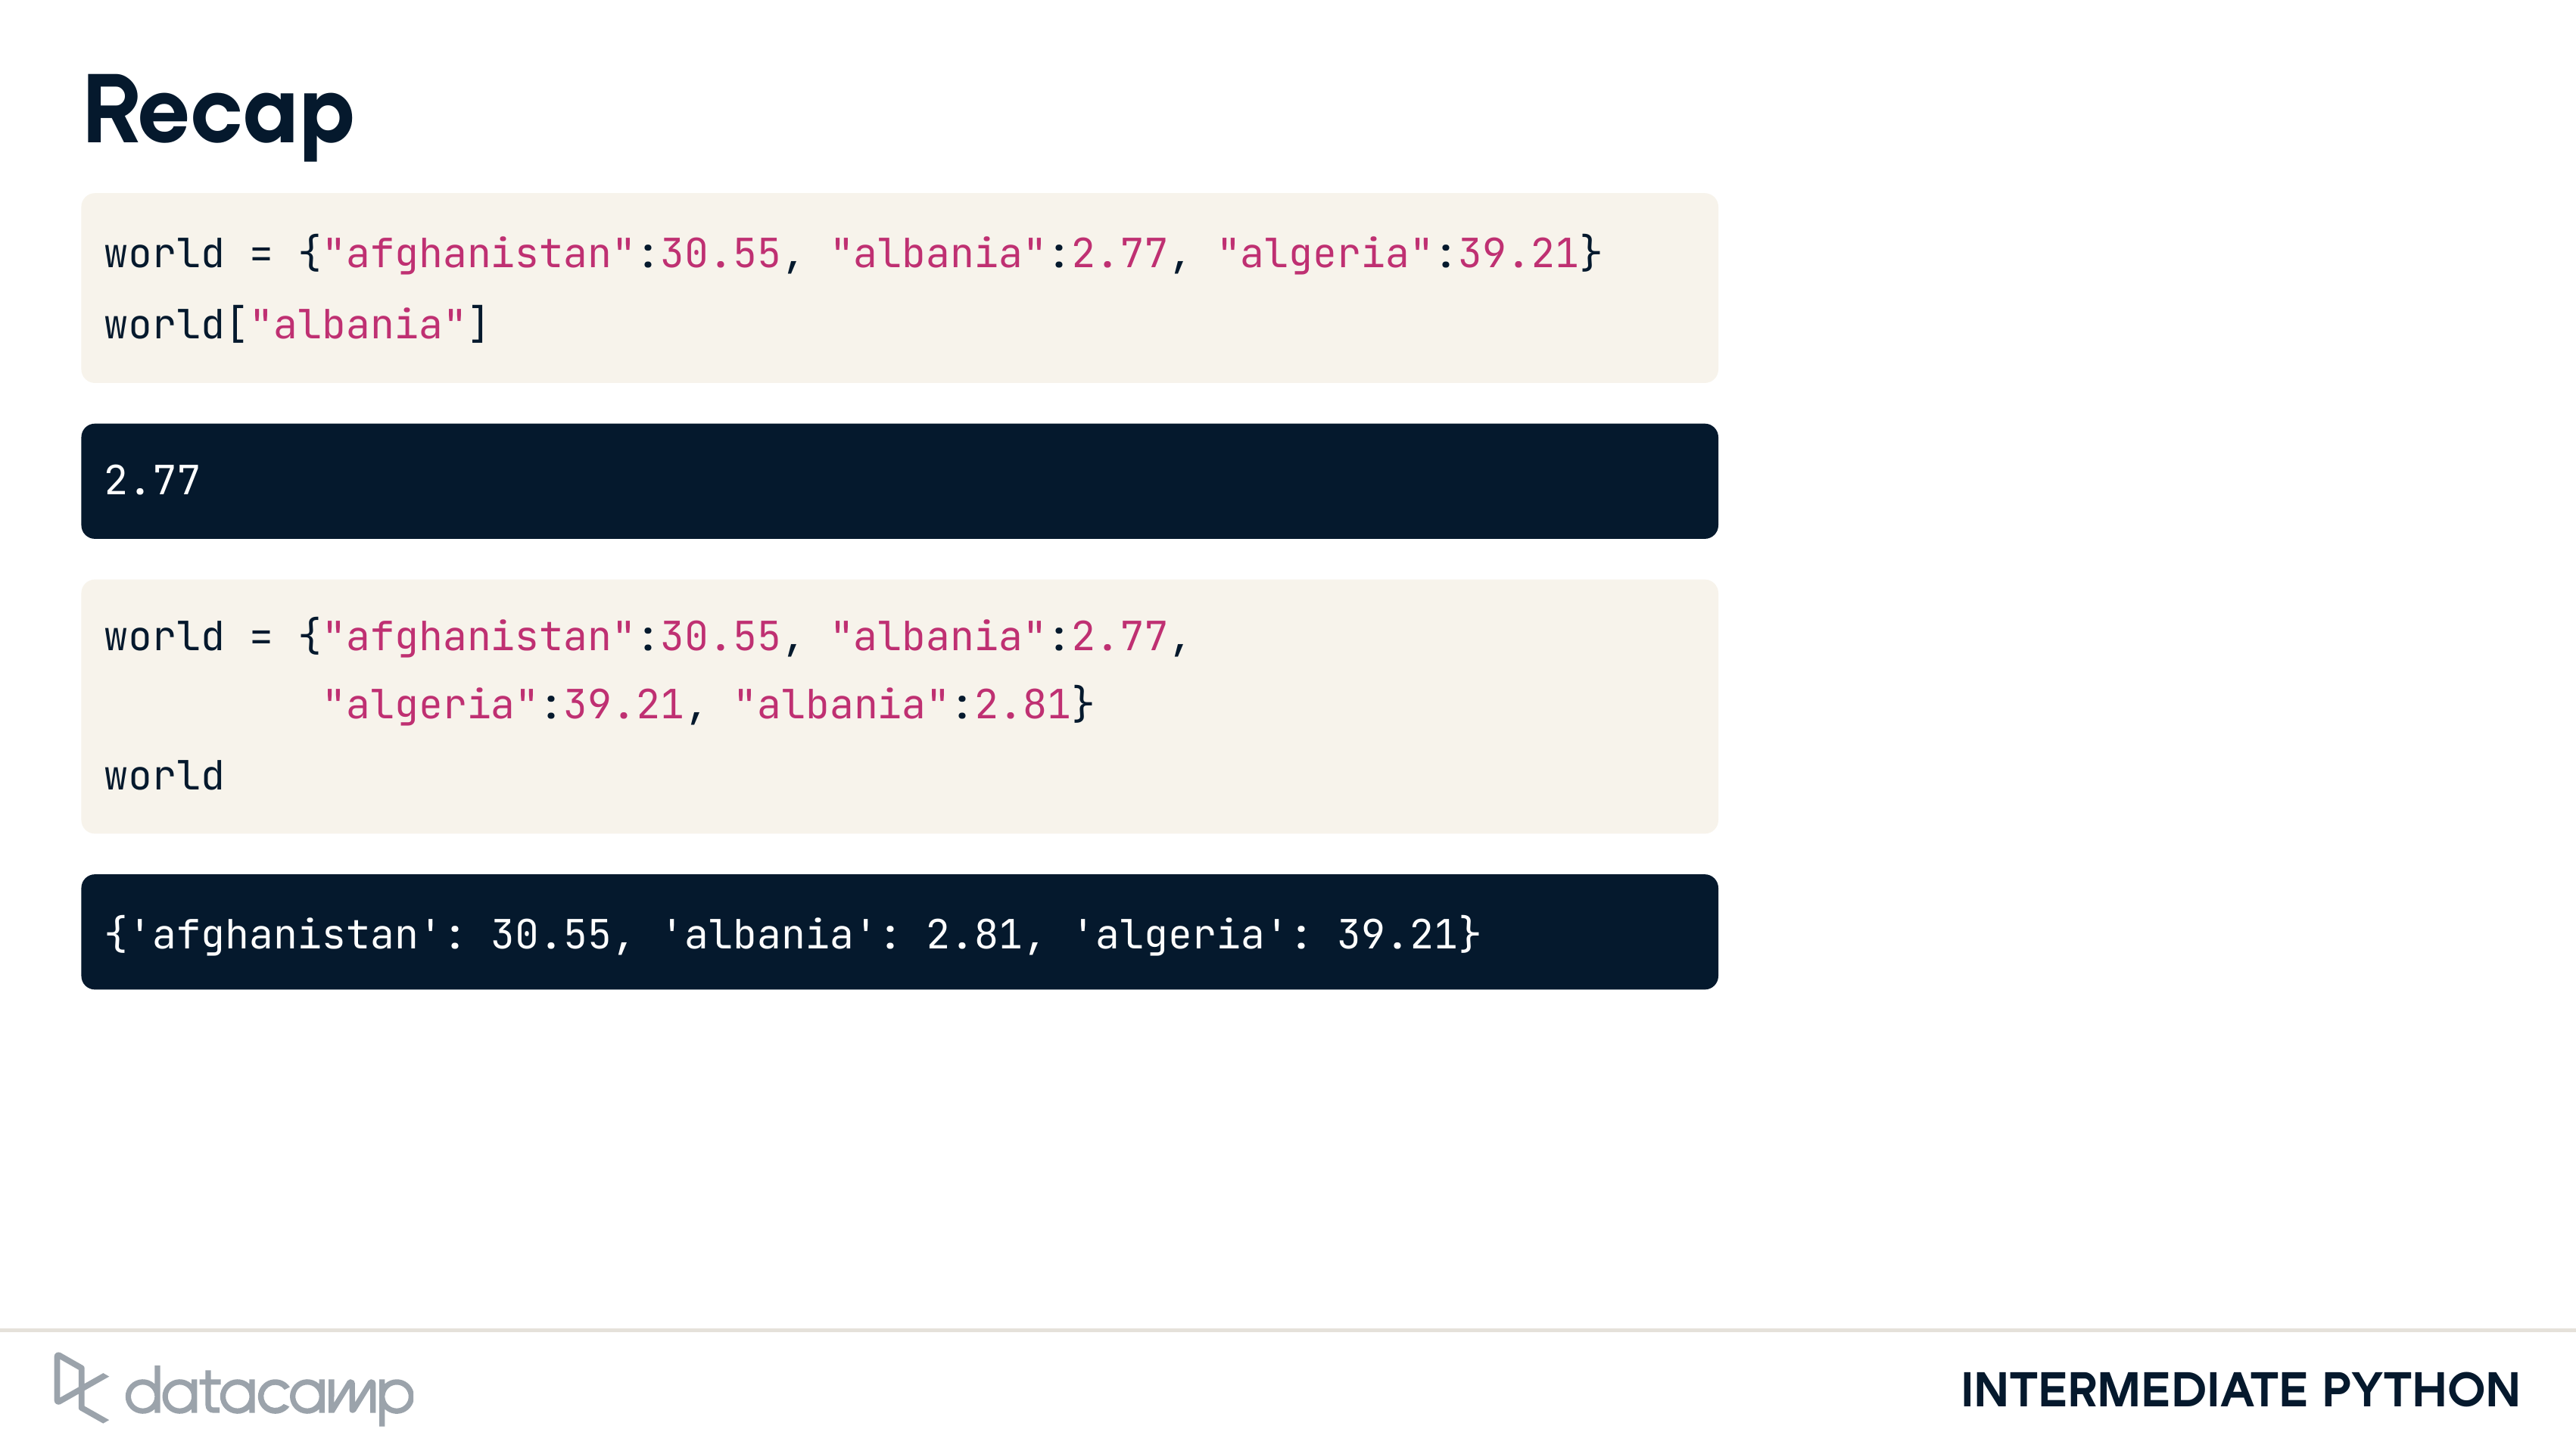 Recap
world = {"afghanistan":30.55, "albania":2.77, "algeria":39.21}
world["albania"]
2.77
world = {"afghanistan":30.55, "albania":2.77,
         "algeria":39.21, "albania":2.81}
world
{'afghanistan': 30.55, 'albania': 2.81, 'algeria': 39.21}
datacamp
INTERMEDIATE PYTHON